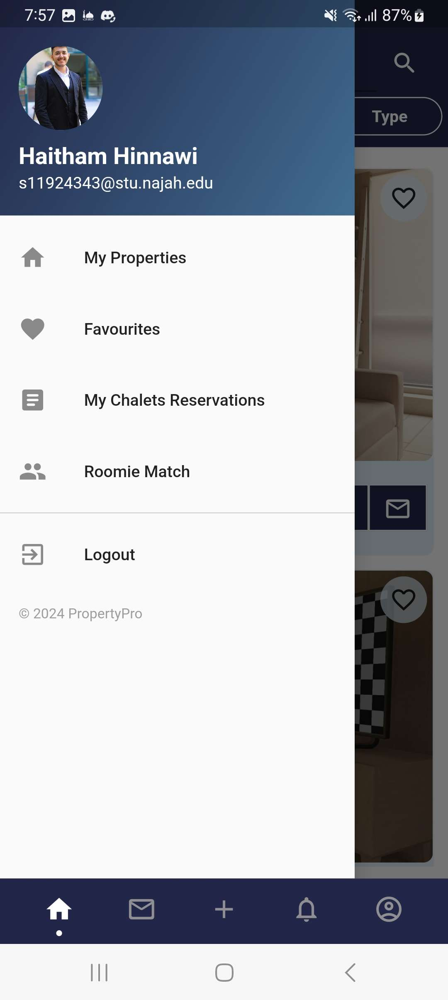 7:57
87%
Type
Haitham Hinnawi
s11924343@stu.najah.edu
My Properties
Favourites
My Chalets Reservations
Roomie Match
Logout
© 2024 PropertyPro